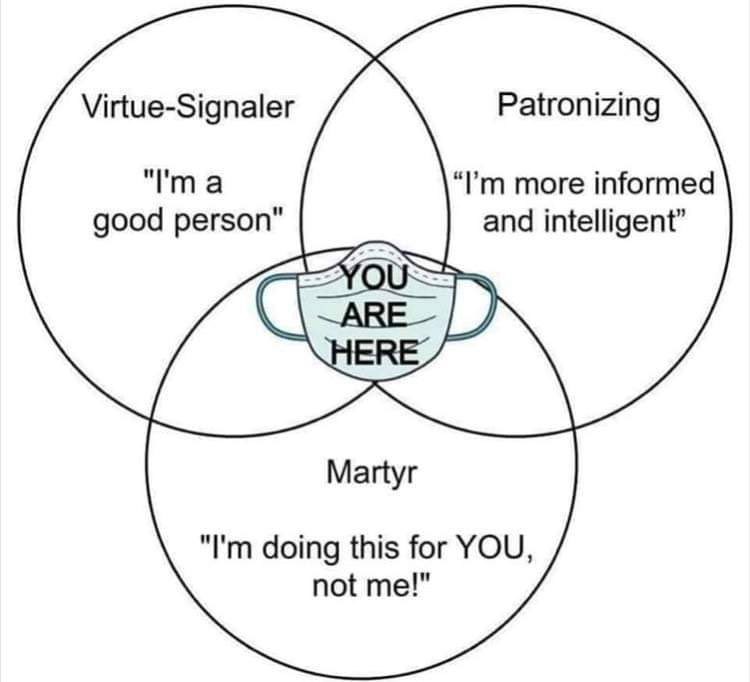 Virtue-Signaler
"I'm a
good person"
Patronizing
“I’m more informed
and intelligent”
YOU
ARE
HERE
Martyr
"I'm doing this for YOU,
not me!"